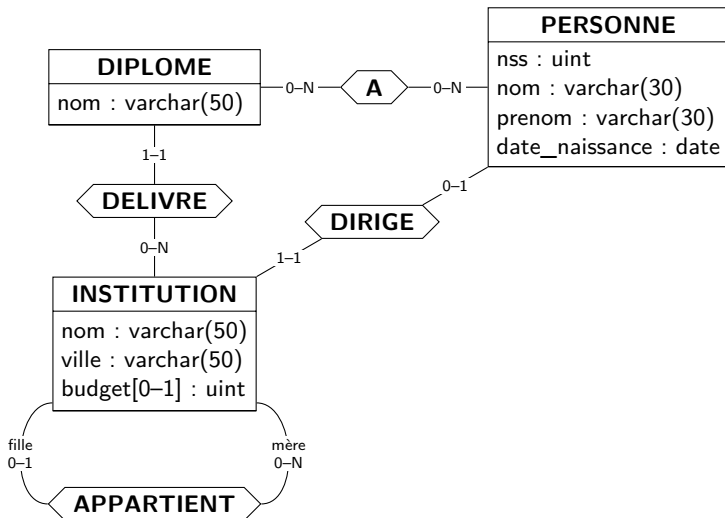 PERSONNE
nss : uint
nom : varchar(30)
prenom : varchar(30)
date_naissance : date
DIPLOME
nom : varchar(50)
0–N
A
0–N
1–1
DELIVRE
0–N
0–1
DIRIGE
1–1
INSTITUTION
nom : varchar(50)
ville : varchar(50)
budget[0–1] : uint
fille
0–1
mère
0–N
APPARTIENT